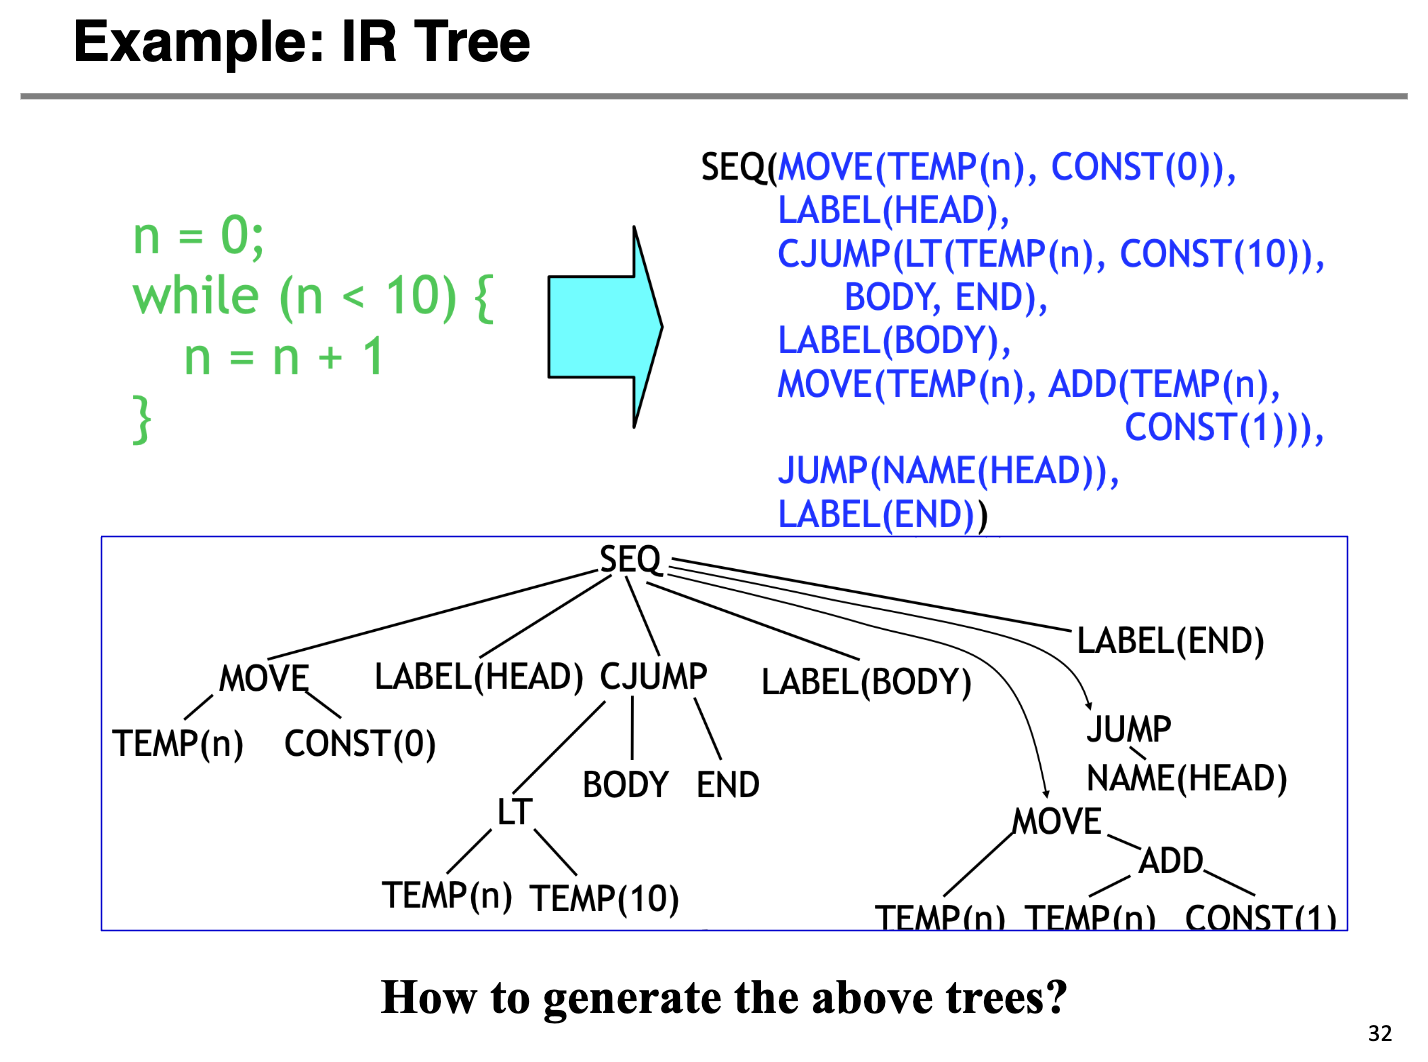 Example: IR Tree
n = 0;
while (n < 10) {
n = n + 1
}
SEQ(MOVE(TEMP(n), CONST(0)),
LABEL(HEAD),
CJUMP(LT(TEMP(n), CONST(10)),
BODY, END),
LABEL(BODY),
MOVE(TEMP(n), ADD(TEMP(n),
CONST(1))),
JUMP(NAME(HEAD)),
LABEL(END))
SEQ
LABEL(END)
MOVE LABEL(HEAD) CJUMP LABEL(BODY)
JUMP
TEMP(n) CONST(0)
NAME(HEAD)
BODY END
LT
MOVE
ADD
TEMP(n) TEMP(10)
TEMP(n) TEMP(n) CONST(1)
How to generate the above trees?
32